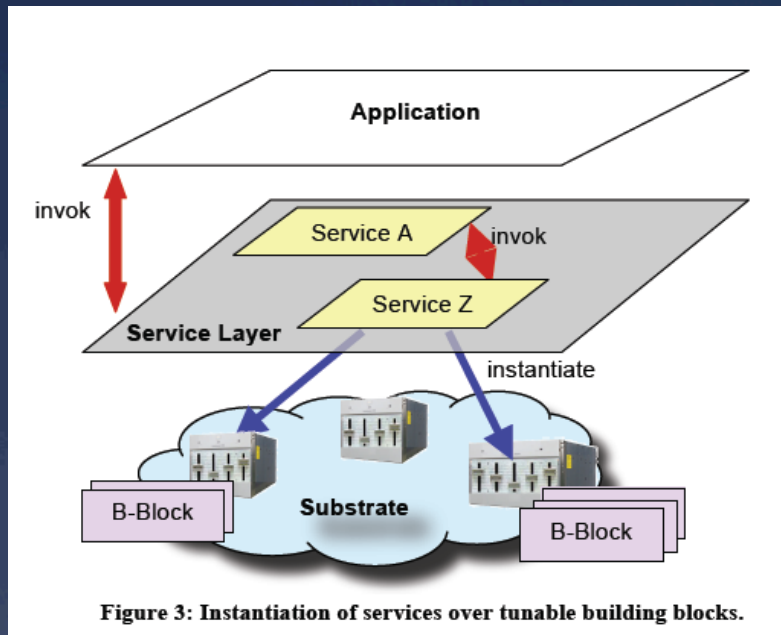 Application
invok
Service A
invok
Service Z
Service Layer
instantiate
Substrate
B-Block
B-Block
Figure 3: Instantiation of services over tunable building blocks.